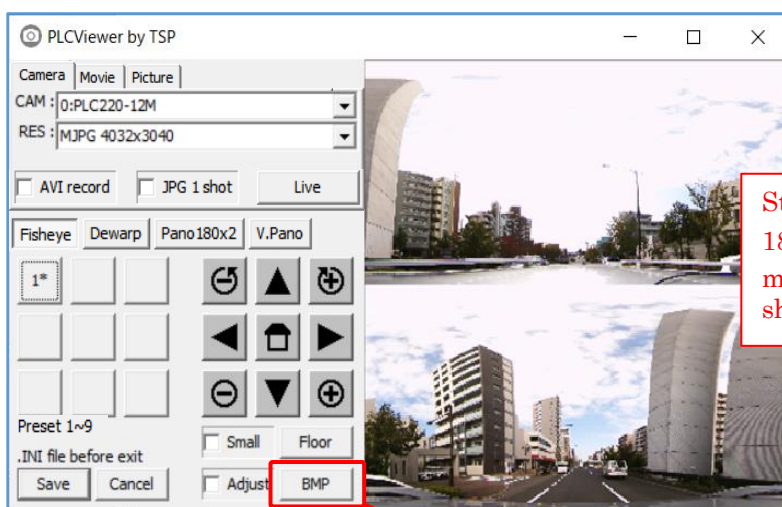 PLCViewer by TSP
Camera Movie Picture
CAM : 0:PLC220-12M
RES : MJPG 4032x3040
AVI record JPG 1 shot Live
Fisheye Dewarp Pano180x2 V.Pano
1*
Preset 1~9
.INI file before exit
Small Floor
Save Cancel Adjust BMP